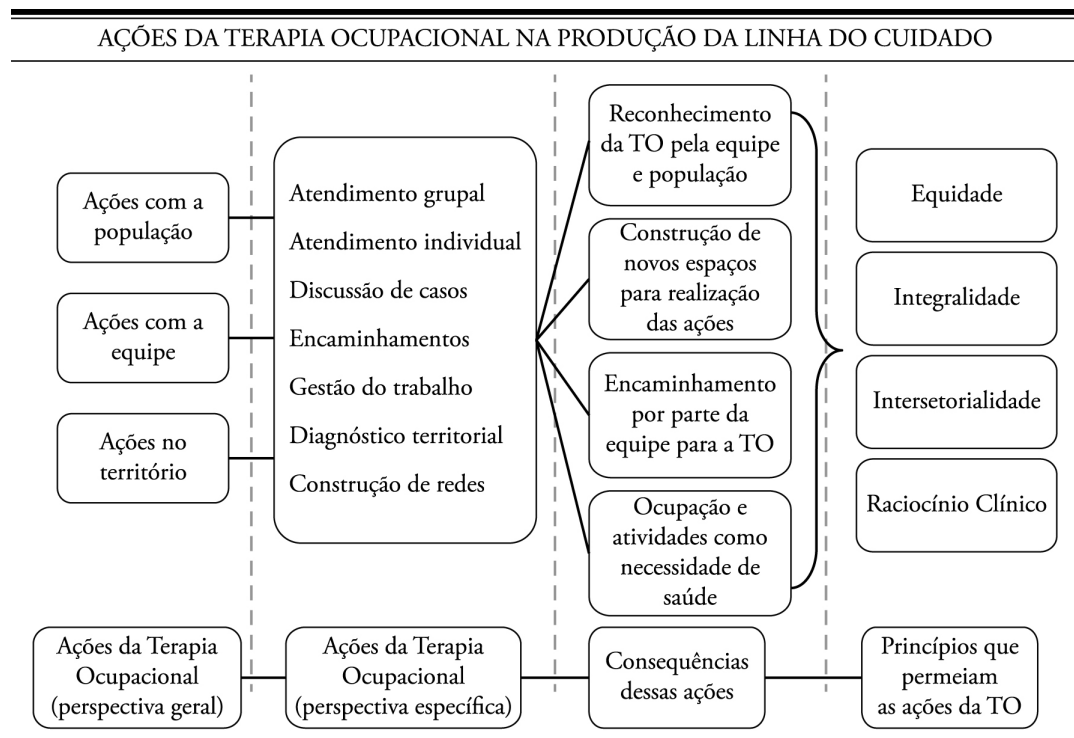 AÇÕES DA TERAPIA OCUPACIONAL NA PRODUÇÃO DA LINHA DO CUIDADO
Ações com a
população
Ações com a
equipe
Ações no
território
Atendimento grupal
Atendimento individual
Discussão de casos
Encaminhamentos
Gestão do trabalho
Diagnóstico territorial
Construção de redes
Reconhecimento
da TO pela equipe
e população
Construção de
novos espaços
para realização
das ações
Encaminhamento
por parte da
equipe para a TO
Ocupação e
atividades como
necessidade de
saúde
Equidade
Integralidade
Intersetorialidade
Raciocínio Clínico
Ações da Terapia
Ocupacional
(perspectiva geral)
Ações da Terapia
Ocupacional
(perspectiva específica)
Consequências
dessas ações
Princípios que
permeiam
as ações da TO